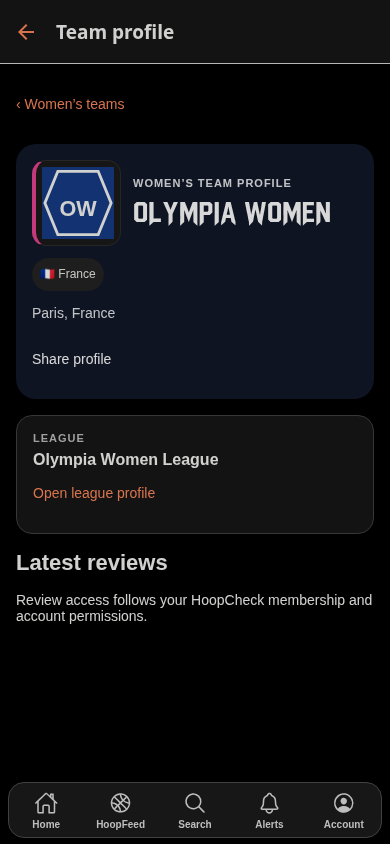 Team profile
‹ Women's teams
OW
WOMEN'S TEAM PROFILE
OLYMPIA WOMEN
🇫🇷 France
Paris, France
Share profile
LEAGUE
Olympia Women League
Open league profile
Latest reviews
Review access follows your HoopCheck membership and
account permissions.
Home HoopFeed Search Alerts Account